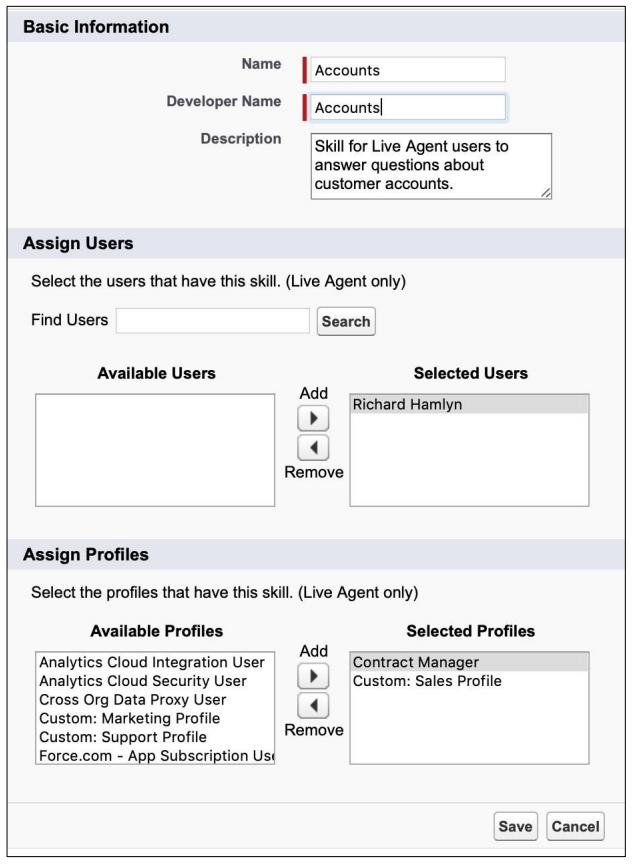 Basic Information
Name
Accounts
Developer Name
Accounts
Description
Skill for Live Agent users to
answer questions about
customer accounts.
Assign Users
Select the users that have this skill. (Live Agent only)
Find Users
Search
Available Users
Add
Remove
Selected Users
Richard Hamlyn
Assign Profiles
Select the profiles that have this skill. (Live Agent only)
Available Profiles
Analytics Cloud Integration User
Analytics Cloud Security User
Cross Org Data Proxy User
Custom: Marketing Profile
Custom: Support Profile
Force.com - App Subscription Use
Add
Remove
Selected Profiles
Contract Manager
Custom: Sales Profile
Save
Cancel